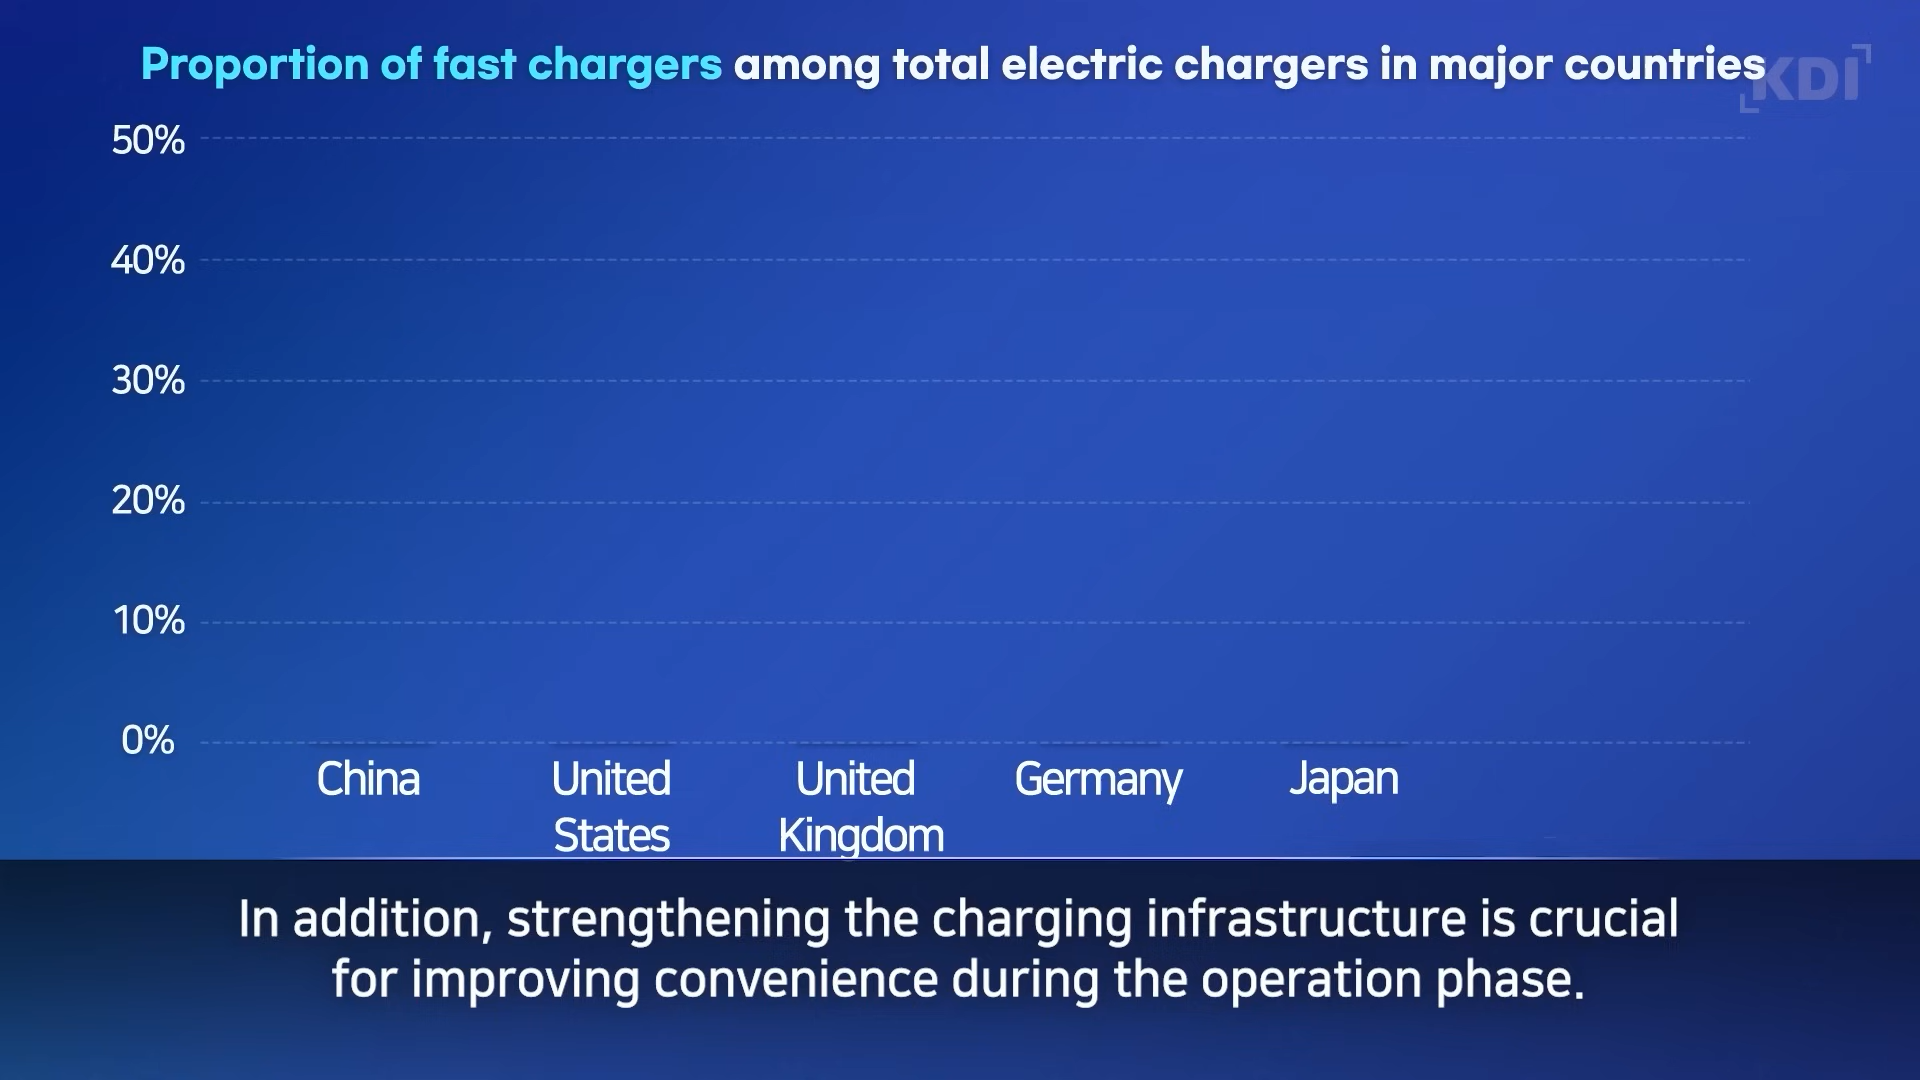 Proportion of fast chargers among total electric chargers in major countries
KDI
50%
40%
30%
20%
10%
0%
China
United
States
United
Kingdom
Germany
Japan
In addition, strengthening the charging infrastructure is crucial
for improving convenience during the operation phase.